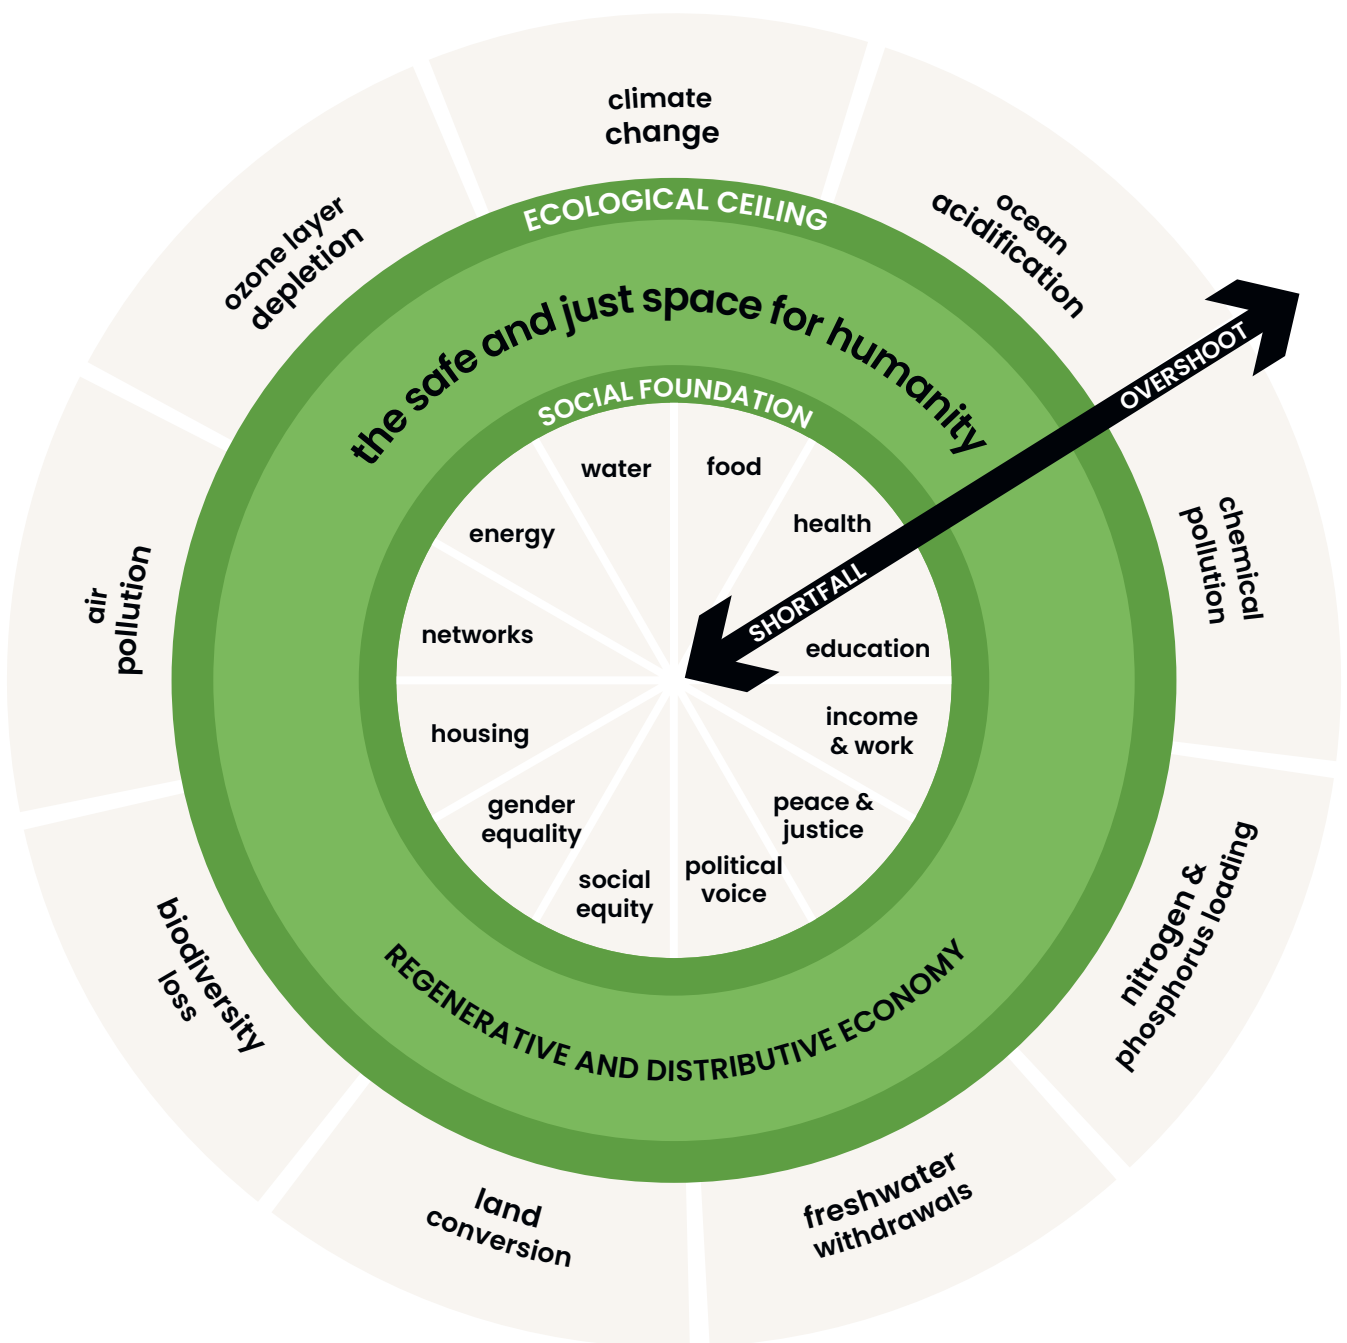 climate
change
ocean
acidification
chemical
pollution
nitrogen &
phosphorus loading
freshwater
withdrawals
land
conversion
biodiversity
loss
air
pollution
ozone layer
depletion
ECOLOGICAL CEILING
the safe and just space for humanity
SOCIAL FOUNDATION
water
food
health
education
income
& work
peace &
justice
political
voice
social
equity
gender
equality
housing
networks
energy
OVERSHOOT
SHORTFALL
REGENERATIVE AND DISTRIBUTIVE ECONOMY